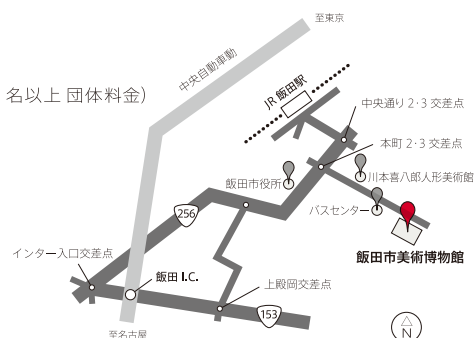 至東京
中央自動車動
名以上 団体料金)
JR 飯田駅
中央通り 2・3 交差点
本町 2・3 交差点
飯田市役所
川本喜八郎人形美術館
バスセンター
256
飯田市美術博物館
インター入口交差点
飯田 I.C.
上殿岡交差点
153
至名古屋
N